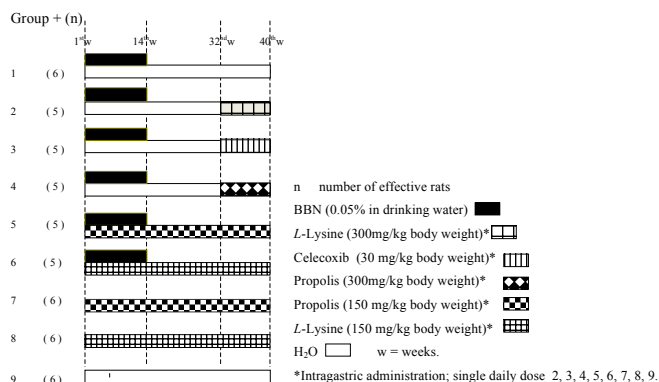 Group + (n)
1st w 14th w 32nd w 40th w
1 ( 6 )
2 ( 5 )
3 ( 5 )
4 ( 5 )
5 ( 5 )
6 ( 5 )
7 ( 6 )
8 ( 6 )
9 ( 6 )
n number of effective rats
BBN (0.05% in drinking water)
L-Lysine (300mg/kg body weight)*
Celecoxib (30 mg/kg body weight)*
Propolis (300mg/kg body weight)*
Propolis (150 mg/kg body weight)*
L-Lysine (150 mg/kg body weight)*
H₂O w = weeks.
*Intragastric administration; single daily dose 2, 3, 4, 5, 6, 7, 8, 9.